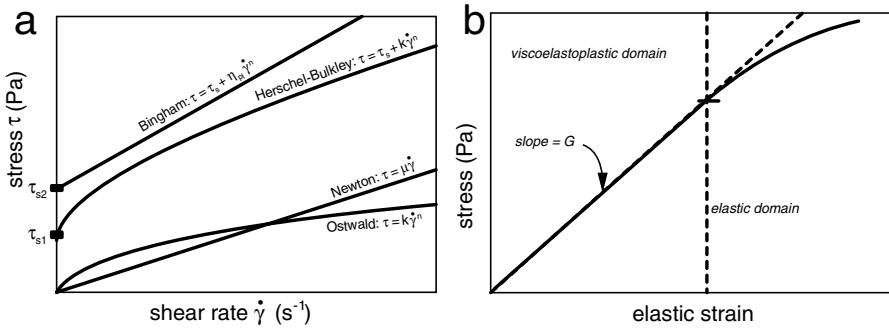 a
stress τ (Pa)
τs2
τs1
Bingham: τ = τs + ηpl γ̇ⁿ
Herschel-Bulkley: τ = τs + kγ̇ⁿ
Newton: τ = μγ̇
Ostwald: τ = kγ̇ⁿ
shear rate γ̇ (s⁻¹)
b
stress (Pa)
viscoelastoplastic domain
slope = G
elastic domain
elastic strain